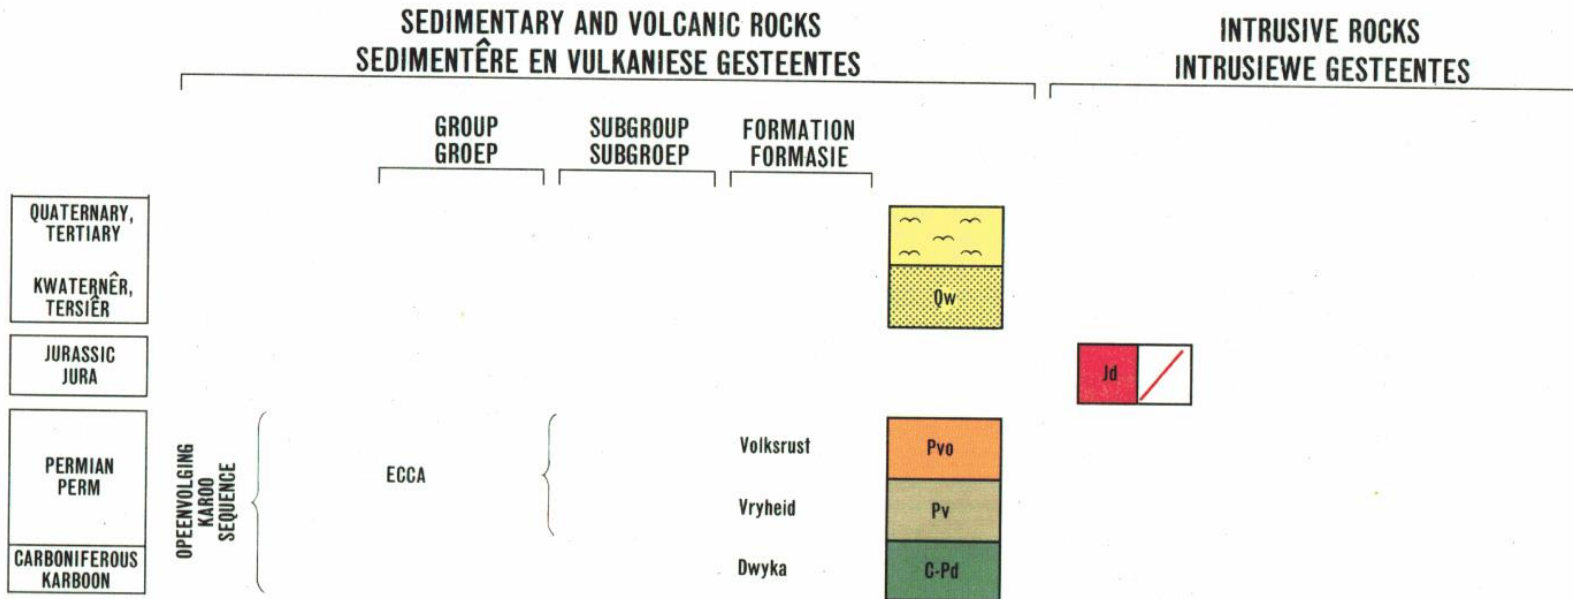 SEDIMENTARY AND VOLCANIC ROCKS
SEDIMENTÊRE EN VULKANIESE GESTEENTES
INTRUSIVE ROCKS
INTRUSIEWE GESTEENTES
GROUP
GROEP
SUBGROUP
SUBGROEP
FORMATION
FORMASIE
QUATERNARY,
TERTIARY
KWATERNÊR,
TERSIÊR
Qw
JURASSIC
JURA
Jd
PERMIAN
PERM
OPEENVOLGING
KAROO
SEQUENCE
ECCA
Volksrust
Pvo
Vryheid
Pv
CARBONIFEROUS
KARBOON
Dwyka
C-Pd